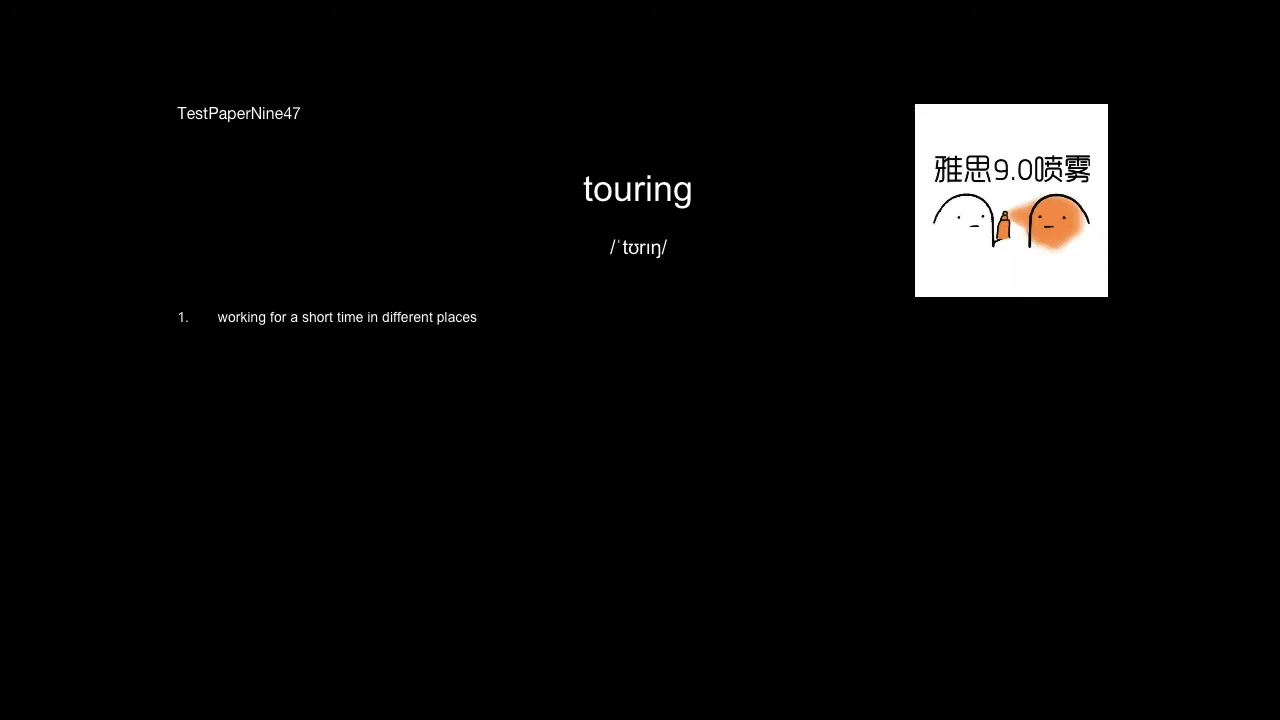 TestPaperNine47
touring
/ˈtʊrɪŋ/
1. working for a short time in different places
雅思9.0喷雾